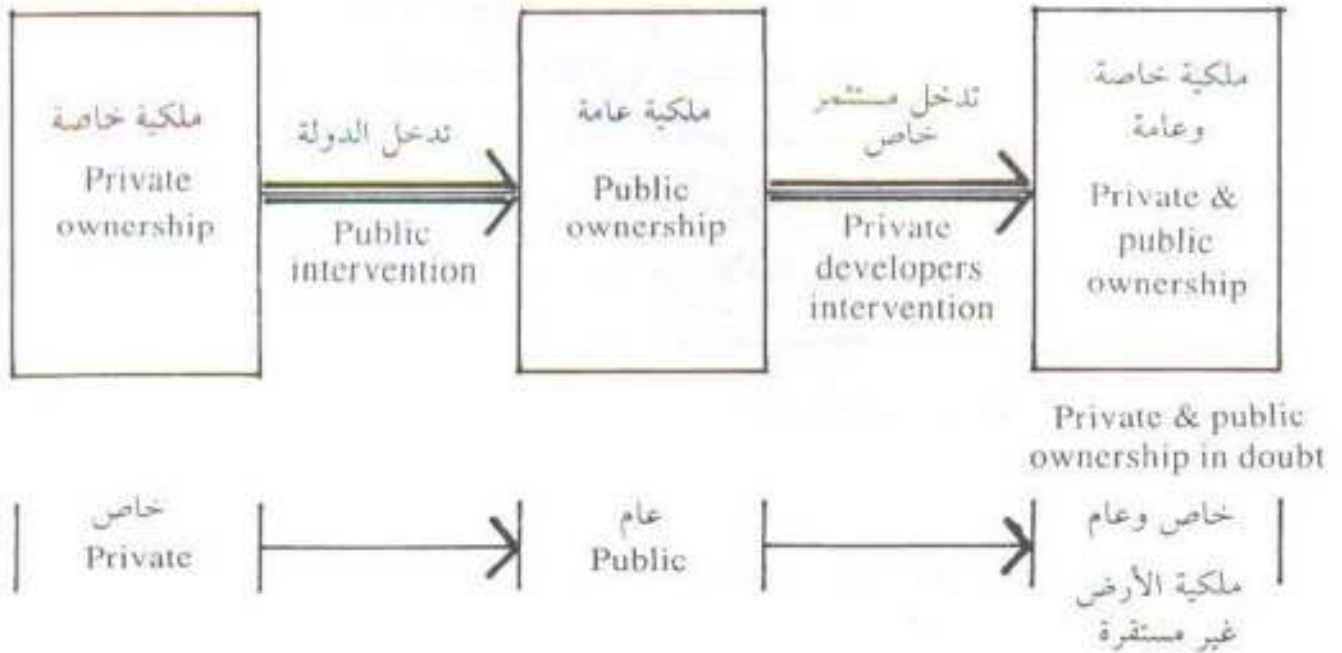 ملكية خاصة
Private
ownership
تدخل الدولة
Public
intervention
ملكية عامة
Public
ownership
تدخل مستثمر
خاص
Private
developers
intervention
ملكية خاصة
وعامة
Private &
public
ownership
Private & public
ownership in doubt
خاص
Private
عام
Public
خاص وعام
ملكية الأرض
غير مستقرة